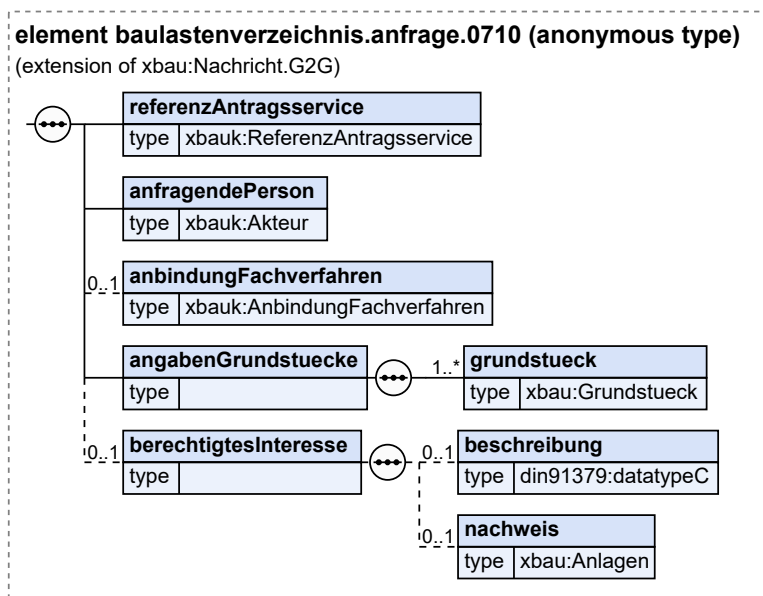 element baulastenverzeichnis.anfrage.0710 (anonymous type)
(extension of xbau:Nachricht.G2G)
referenzAntragsservice
type xbauk:ReferenzAntragsservice
anfragendePerson
type xbauk:Akteur
0..1 anbindungFachverfahren
type xbauk:AnbindungFachverfahren
angabenGrundstuecke 1..* grundstueck
type type xbau:Grundstueck
0..1 berechtigtesInteresse 0..1 beschreibung
type type din91379:datatypeC
0..1 nachweis
type xbau:Anlagen